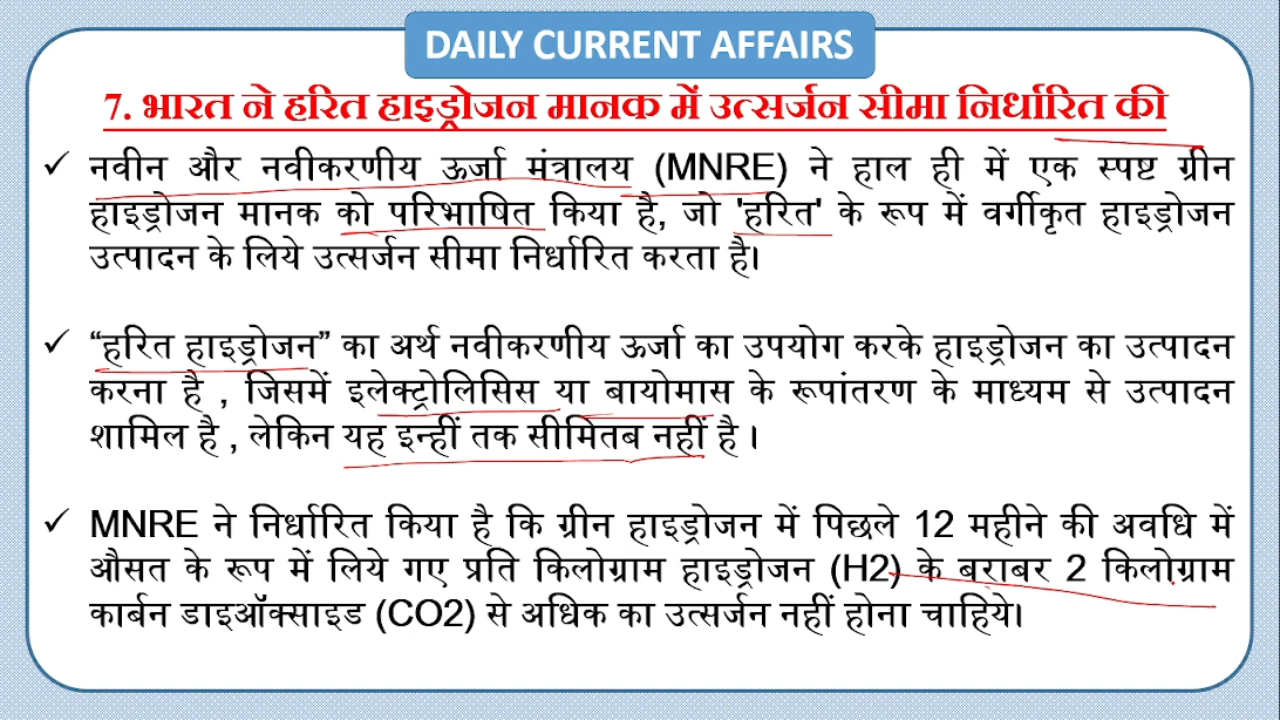 DAILY CURRENT AFFAIRS
7. भारत ने हरित हाइड्रोजन मानक में उत्सर्जन सीमा निर्धारित की
✓ नवीन और नवीकरणीय ऊर्जा मंत्रालय (MNRE) ने हाल ही में एक स्पष्ट ग्रीन
हाइड्रोजन मानक को परिभाषित किया है, जो 'हरित' के रूप में वर्गीकृत हाइड्रोजन
उत्पादन के लिये उत्सर्जन सीमा निर्धारित करता है।
✓ “हरित हाइड्रोजन” का अर्थ नवीकरणीय ऊर्जा का उपयोग करके हाइड्रोजन का उत्पादन
करना है , जिसमें इलेक्ट्रोलिसिस या बायोमास के रूपांतरण के माध्यम से उत्पादन
शामिल है , लेकिन यह इन्हीं तक सीमितब नहीं है ।
✓ MNRE ने निर्धारित किया है कि ग्रीन हाइड्रोजन में पिछले 12 महीने की अवधि में
औसत के रूप में लिये गए प्रति किलोग्राम हाइड्रोजन (H2) के बराबर 2 किलोग्राम
कार्बन डाइऑक्साइड (CO2) से अधिक का उत्सर्जन नहीं होना चाहिये।